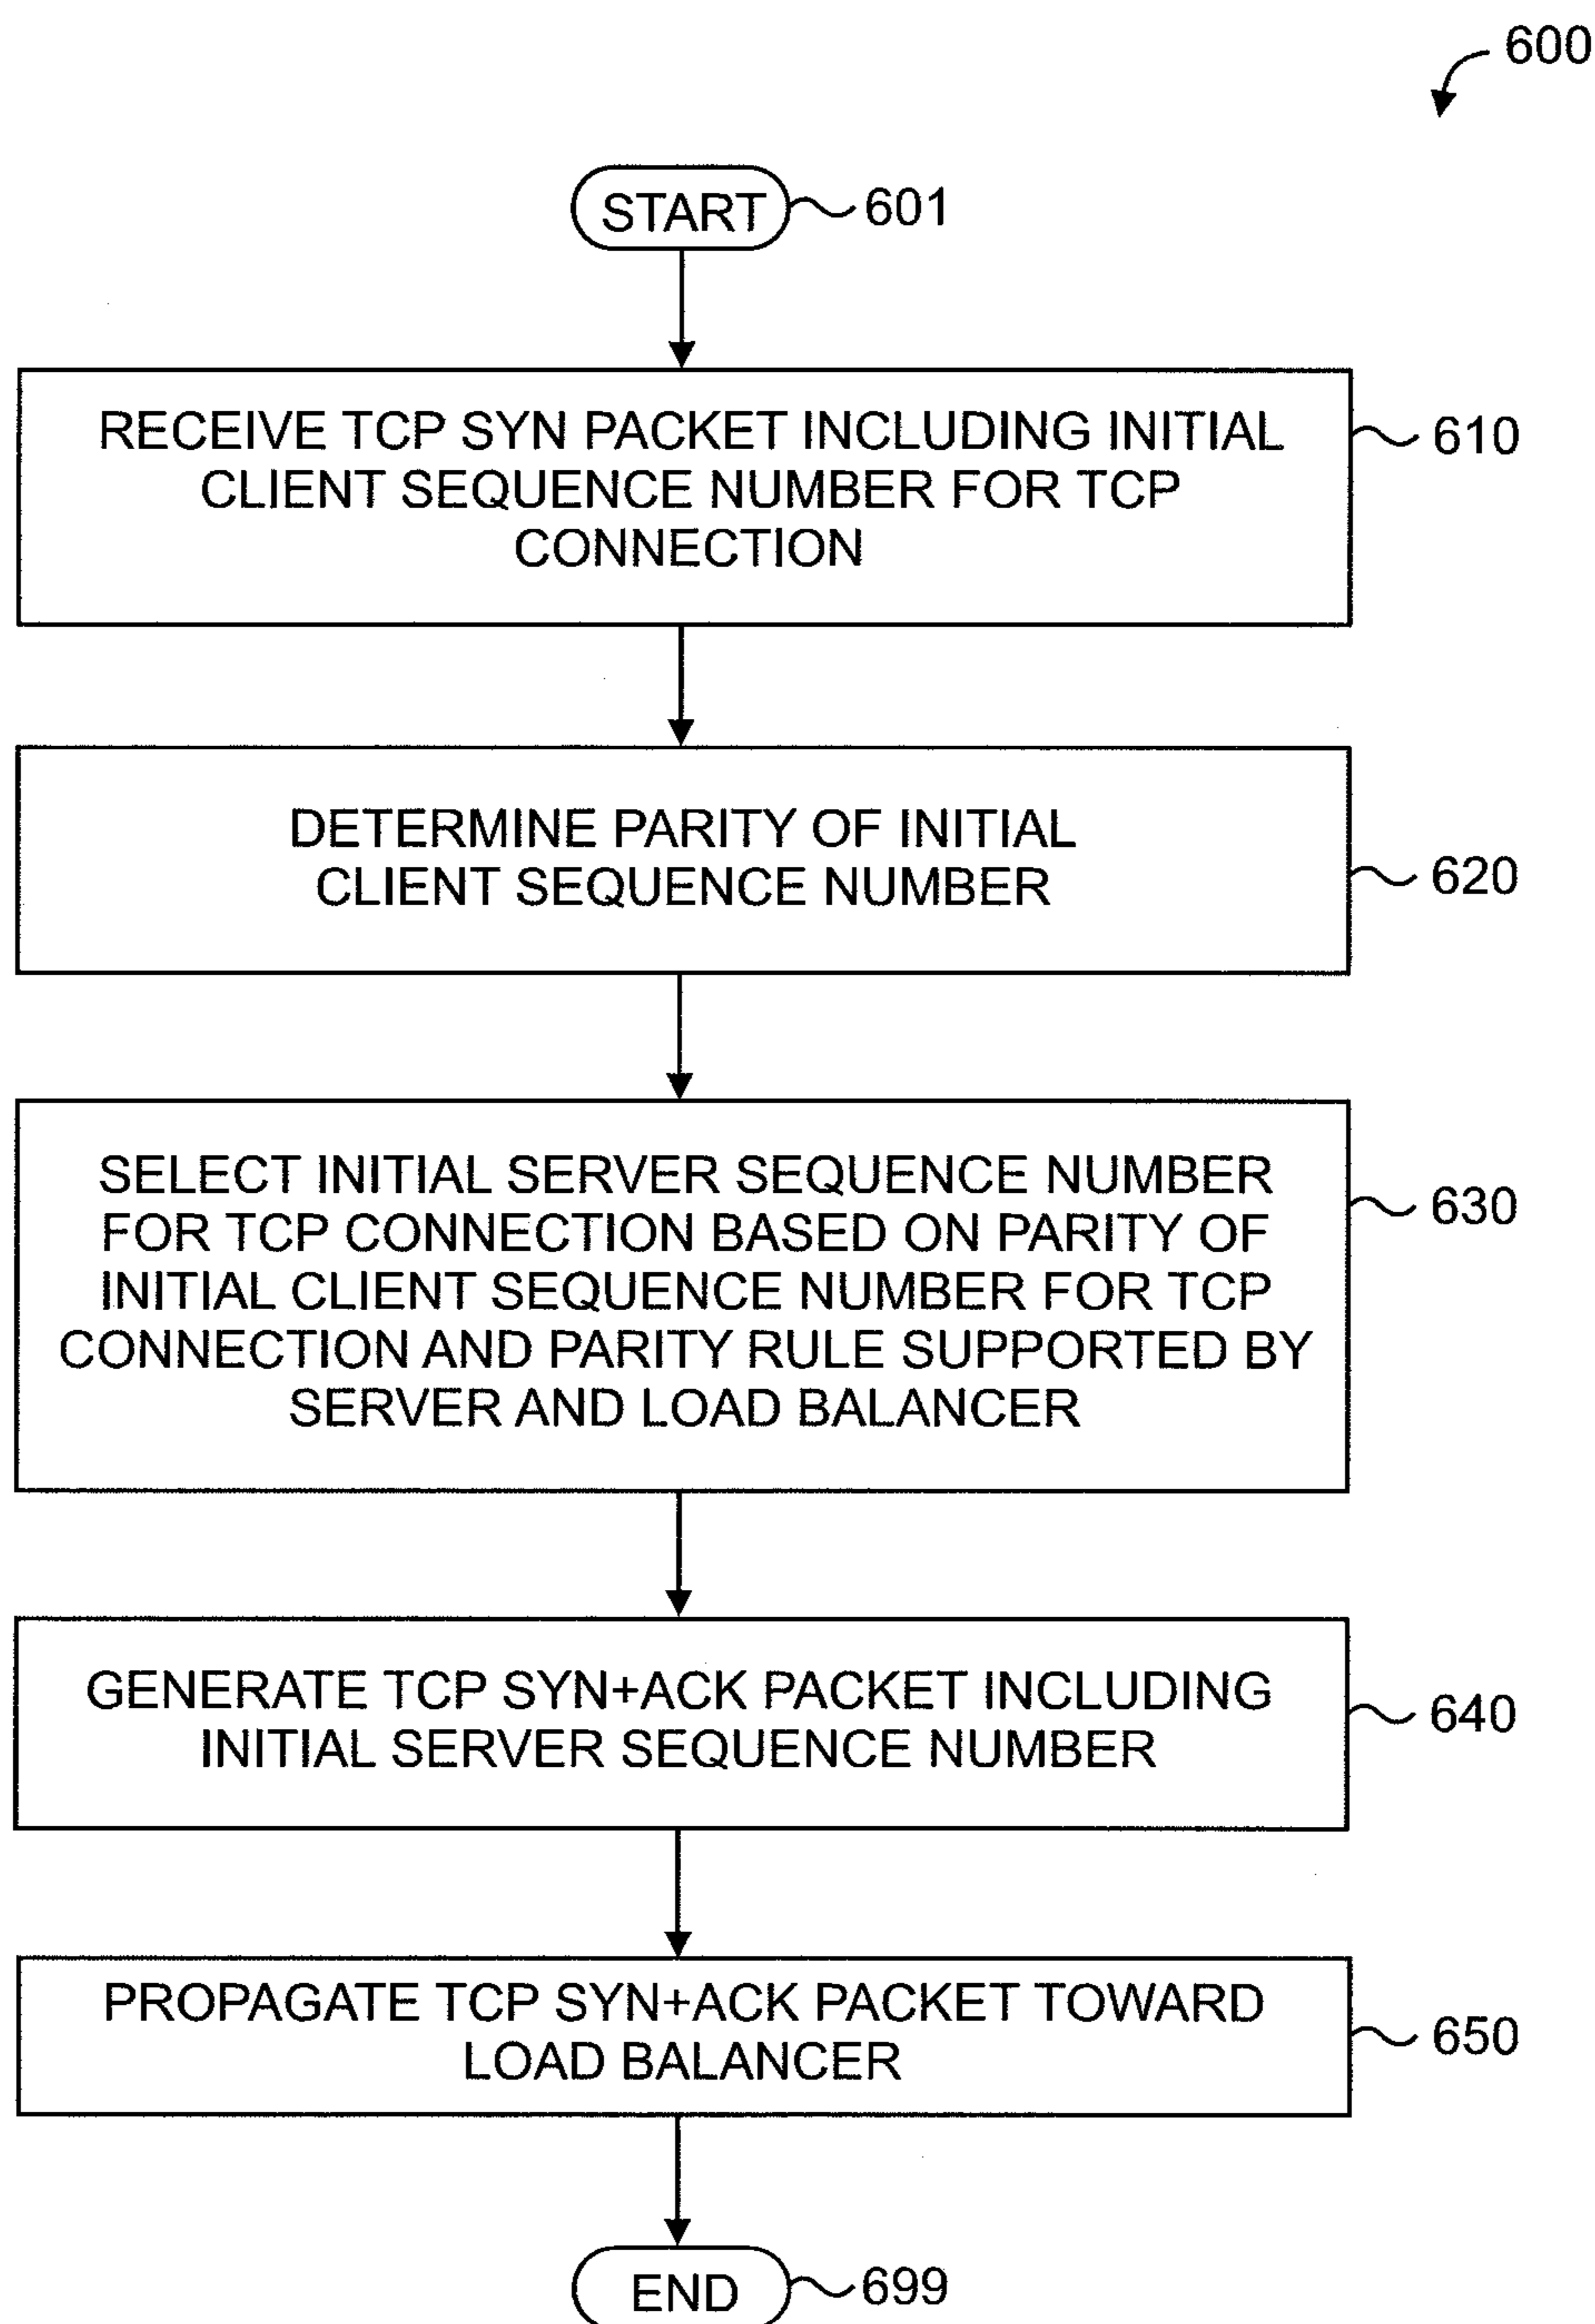 600
START
601
RECEIVE TCP SYN PACKET INCLUDING INITIAL
CLIENT SEQUENCE NUMBER FOR TCP
CONNECTION
610
DETERMINE PARITY OF INITIAL
CLIENT SEQUENCE NUMBER
620
SELECT INITIAL SERVER SEQUENCE NUMBER
FOR TCP CONNECTION BASED ON PARITY OF
INITIAL CLIENT SEQUENCE NUMBER FOR TCP
CONNECTION AND PARITY RULE SUPPORTED BY
SERVER AND LOAD BALANCER
630
GENERATE TCP SYN+ACK PACKET INCLUDING
INITIAL SERVER SEQUENCE NUMBER
640
PROPAGATE TCP SYN+ACK PACKET TOWARD
LOAD BALANCER
650
END
699